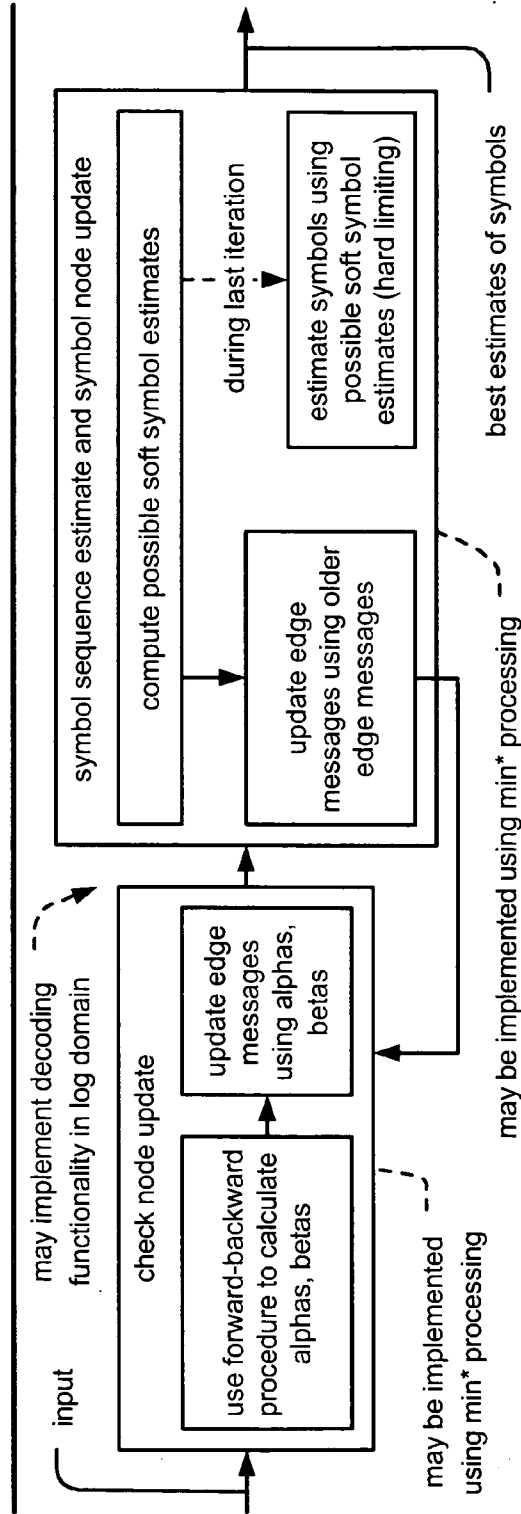 input
may implement decoding
functionality in log domain
check node update
use forward-backward
procedure to calculate
alphas, betas
update edge
messages
using alphas,
betas
may be implemented
using min* processing
symbol sequence estimate and symbol node update
compute possible soft symbol estimates
update edge
messages using older
edge messages
during last iteration
estimate symbols using
possible soft symbol
estimates (hard limiting)
may be implemented using min* processing
best estimates of symbols